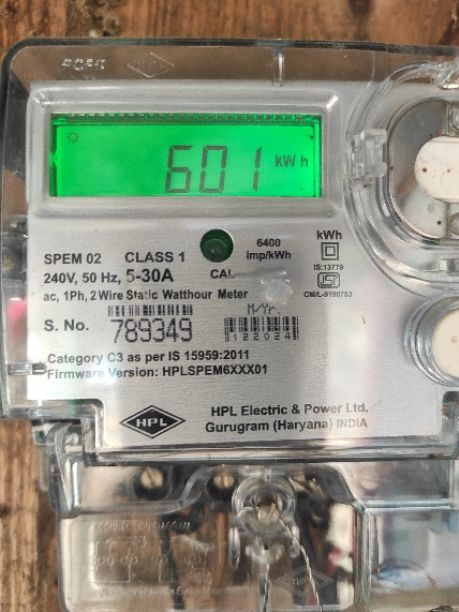 601 kWh
SPEM 02 CLASS 1
240V, 50 Hz, 5-30A
CAL
6400
imp/kWh
kWh
IS:13779
CM/L-9190783
ac, 1Ph, 2 Wire Static Watthour Meter
S. No. 789349
M/Yr.
122024
Category C3 as per IS 15959:2011
Firmware Version: HPLSPEM6XXX01
HPL
HPL Electric & Power Ltd.
Gurugram (Haryana) INDIA